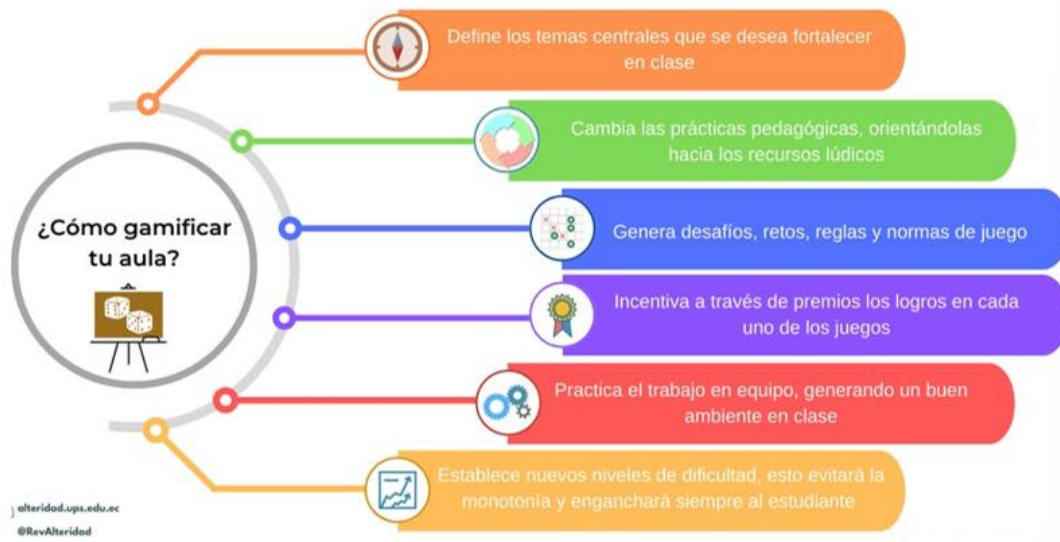 ¿Cómo gamificar
tu aula?
Define los temas centrales que se desea fortalecer
en clase
Cambia las prácticas pedagógicas, orientándolas
hacia los recursos lúdicos
Genera desafíos, retos, reglas y normas de juego
Incentiva a través de premios los logros en cada
uno de los juegos
Practica el trabajo en equipo, generando un buen
ambiente en clase
Establece nuevos niveles de dificultad, esto evitará la
monotonía y enganchará siempre al estudiante
alteridad.ups.edu.ec
@RevAlteridad